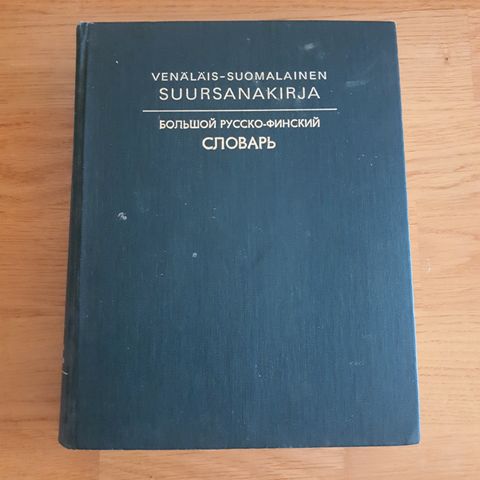 VENÄLÄIS-SUOMALAINEN
SUURSANAKIRJA
БОЛЬШОЙ РУССКО-ФИНСКИЙ
СЛОВАРЬ